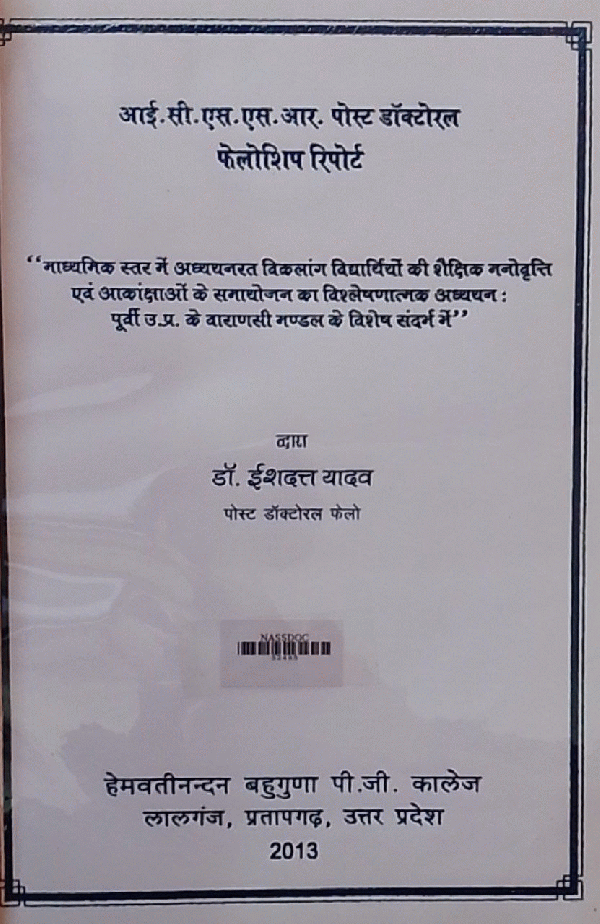 आई.सी.एस.एस.आर. पोस्ट डॉक्टोरल
फेलोशिप रिपोर्ट
‘‘माध्यमिक स्तर में अध्ययनरत विकलांग विद्यार्थियों की शैक्षिक मनोवृत्ति
एवं आकांक्षाओं के समायोजन का विश्लेषणात्मक अध्ययन :
पूर्वी उ.प्र. के वाराणसी मण्डल के विशेष संदर्भ में’’
द्वारा
डॉ. ईशदत्त यादव
पोस्ट डॉक्टोरल फेलो
NASSDOC
हेमवतीनन्दन बहुगुणा पी.जी. कालेज
लालगंज, प्रतापगढ़, उत्तर प्रदेश
2013